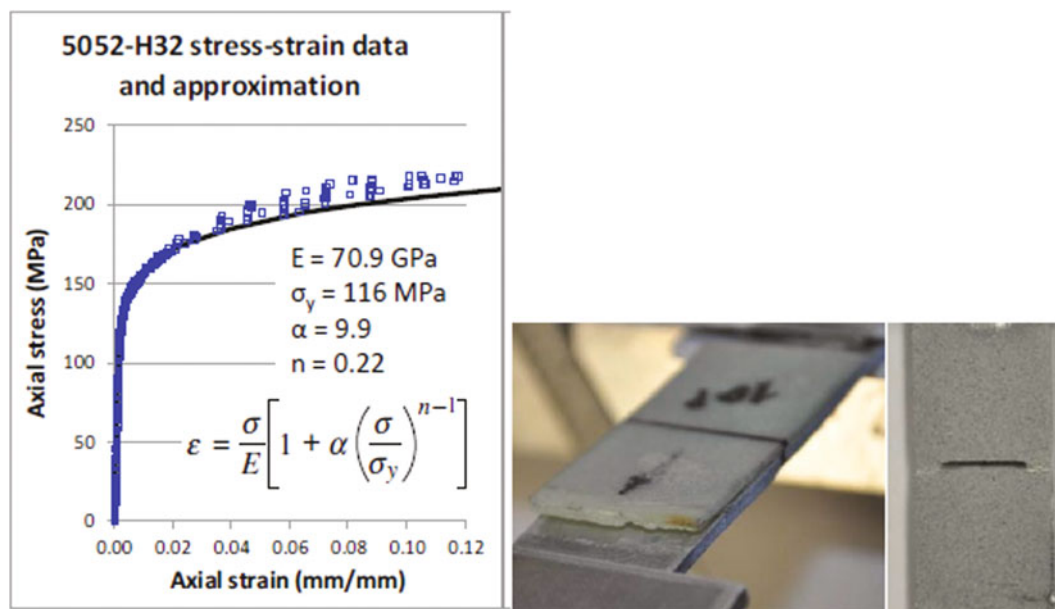 5052-H32 stress-strain data
and approximation
250
200
150
100
50
0
Axial stress (MPa)
E = 70.9 GPa
σy = 116 MPa
α = 9.9
n = 0.22
ε = σ/E [1 + α (σ/σy)^n−1]
0.00 0.02 0.04 0.06 0.08 0.10 0.12
Axial strain (mm/mm)